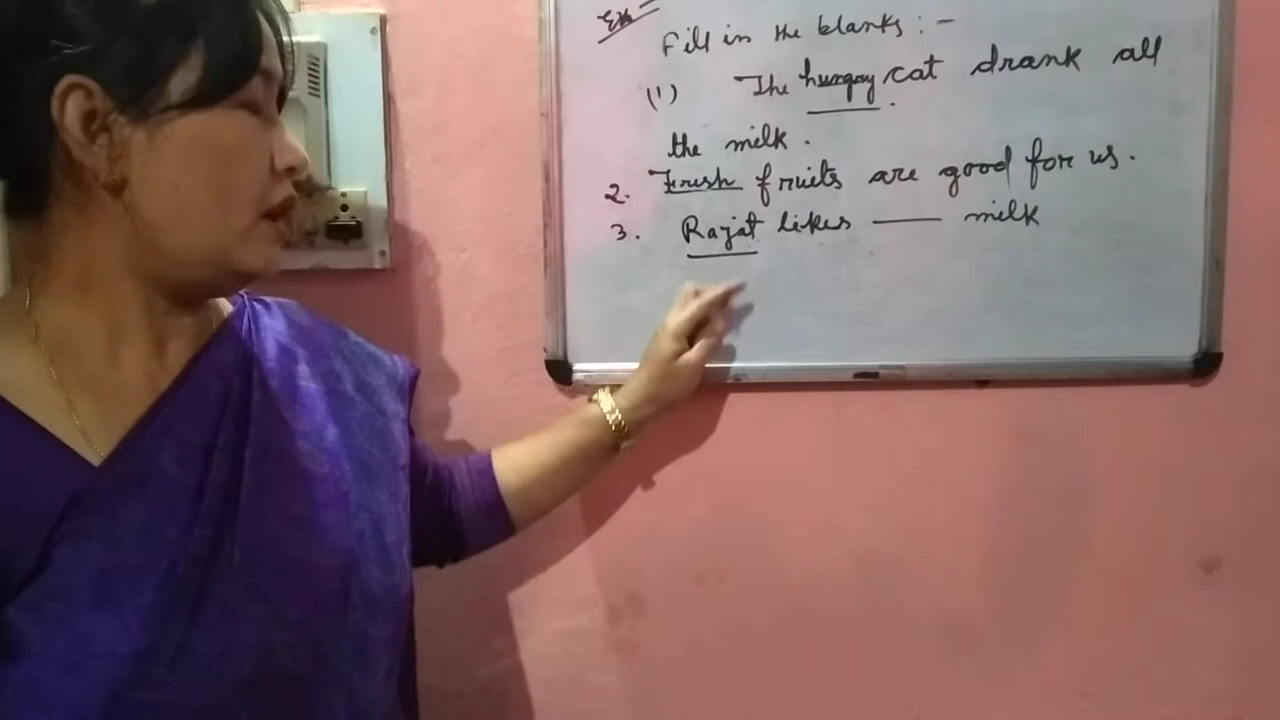 Ex
Fill in the blanks : -
(1) The hungry cat drank all
the milk .
2. Fresh fruits are good for us .
3. Rajat likes ___ milk